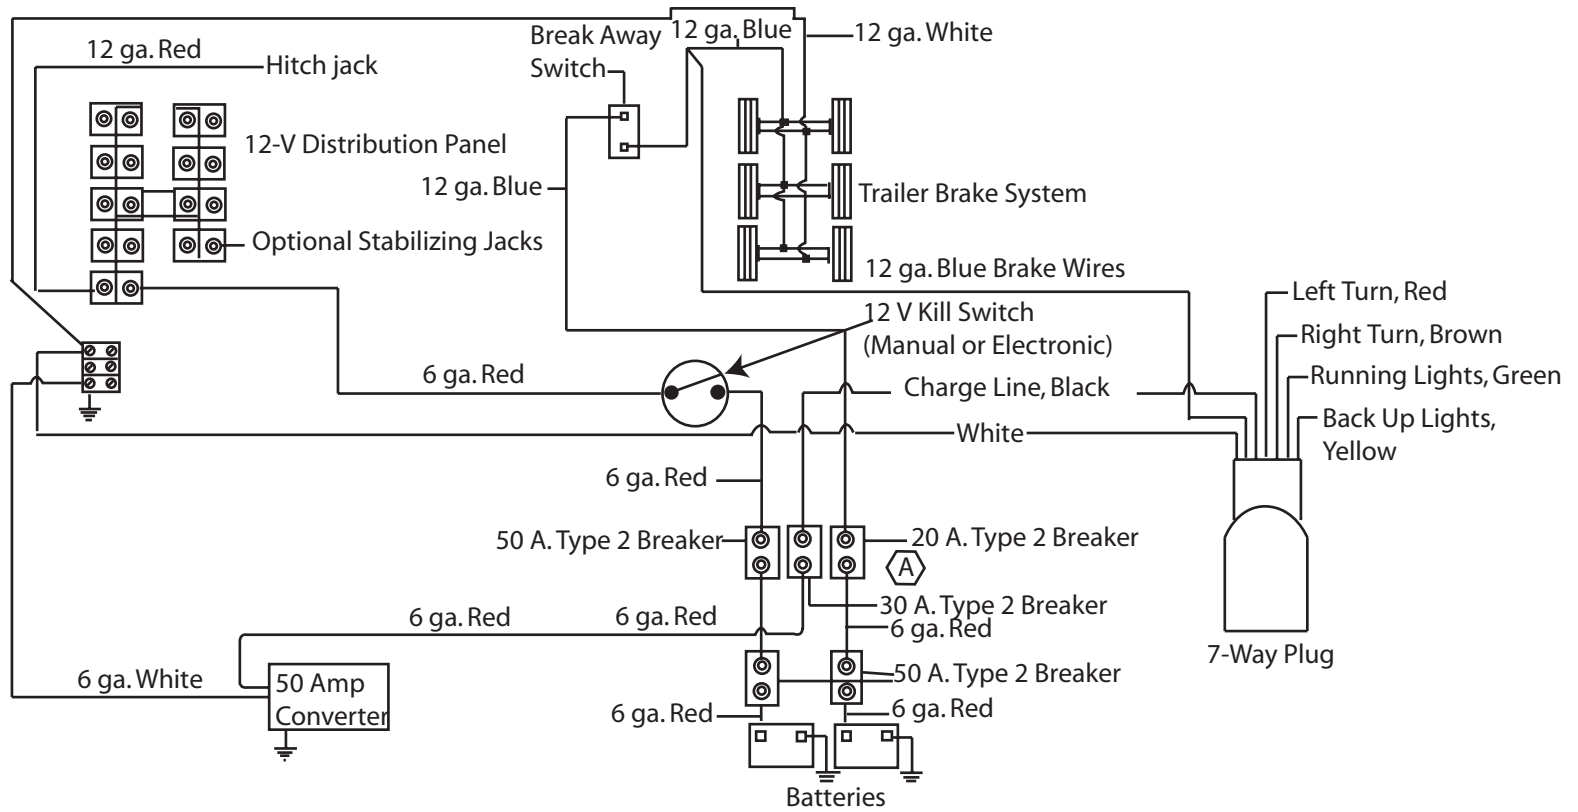 12 ga. Red
Hitch jack
Break Away
Switch
12 ga. Blue
12 ga. White
12-V Distribution Panel
12 ga. Blue
Trailer Brake System
Optional Stabilizing Jacks
12 ga. Blue Brake Wires
Left Turn, Red
12 V Kill Switch
(Manual or Electronic)
Right Turn, Brown
6 ga. Red
Charge Line, Black
Running Lights, Green
Back Up Lights,
Yellow
White
6 ga. Red
50 A. Type 2 Breaker
20 A. Type 2 Breaker
A
30 A. Type 2 Breaker
6 ga. Red
6 ga. Red
6 ga. Red
7-Way Plug
6 ga. White
50 Amp
Converter
50 A. Type 2 Breaker
6 ga. Red
6 ga. Red
Batteries